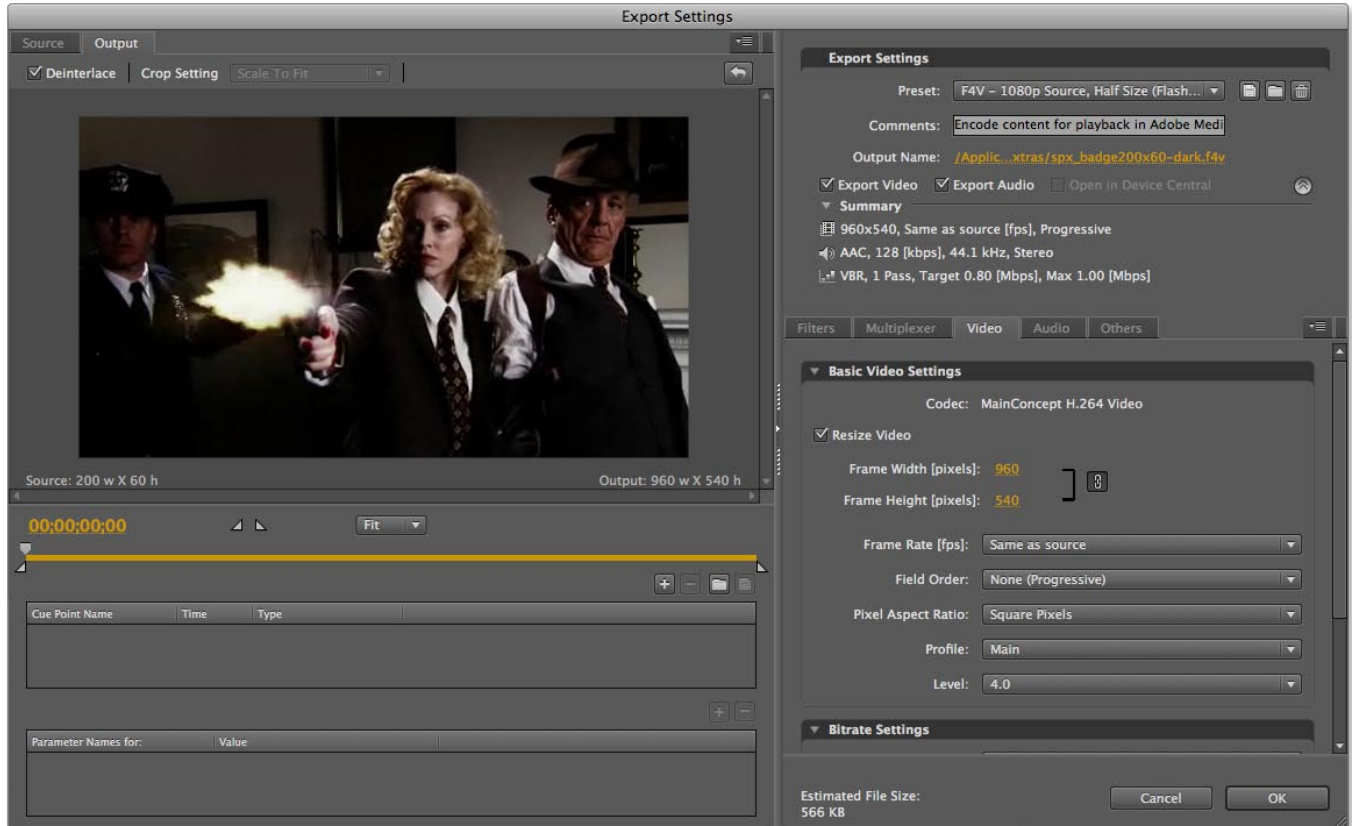 Export Settings
Source Output
Deinterlace Crop Setting Scale To Fit
Source: 200 w X 60 h Output: 960 w X 540 h
00;00;00;00 Fit
Cue Point Name Time Type
Parameter Names for: Value
Export Settings
Preset: F4V – 1080p Source, Half Size (Flash...
Comments: Encode content for playback in Adobe Medi
Output Name: /Applic...xtras/spx_badge200x60-dark.f4v
Export Video Export Audio Open in Device Central
Summary
960x540, Same as source [fps], Progressive
AAC, 128 [kbps], 44.1 kHz, Stereo
VBR, 1 Pass, Target 0.80 [Mbps], Max 1.00 [Mbps]
Filters Multiplexer Video Audio Others
Basic Video Settings
Codec: MainConcept H.264 Video
Resize Video
Frame Width [pixels]: 960
Frame Height [pixels]: 540
Frame Rate [fps]: Same as source
Field Order: None (Progressive)
Pixel Aspect Ratio: Square Pixels
Profile: Main
Level: 4.0
Bitrate Settings
Estimated File Size:
566 KB
Cancel OK